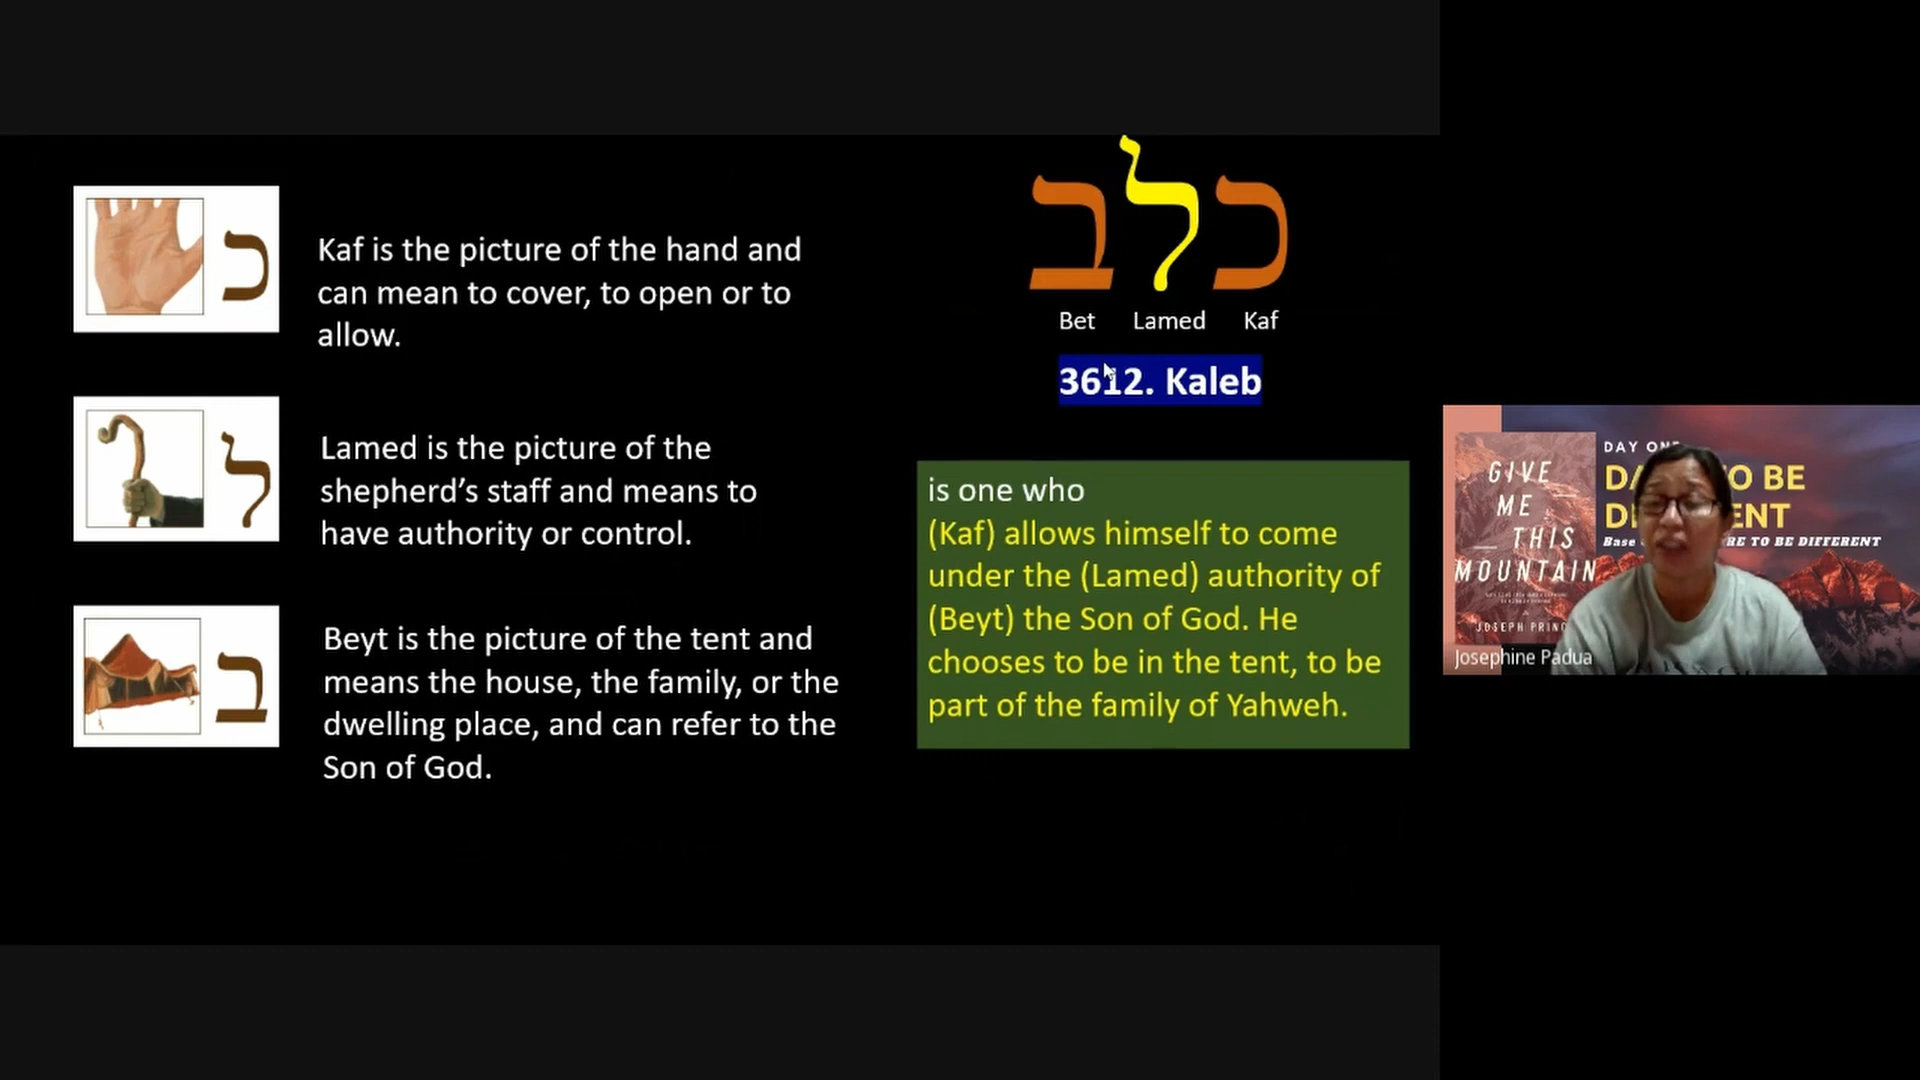 כ
Kaf is the picture of the hand and
can mean to cover, to open or to
allow.
ל
Lamed is the picture of the
shepherd’s staff and means to
have authority or control.
ב
Beyt is the picture of the tent and
means the house, the family, or the
dwelling place, and can refer to the
Son of God.
כלב
Bet Lamed Kaf
3612. Kaleb
is one who
(Kaf) allows himself to come
under the (Lamed) authority of
(Beyt) the Son of God. He
chooses to be in the tent, to be
part of the family of Yahweh.
GIVE
ME
THIS
MOUNTAIN
JOSEPH PRINC
DAY ONE
DA TO BE
D ENT
Base RE TO BE DIFFERENT
Josephine Padua